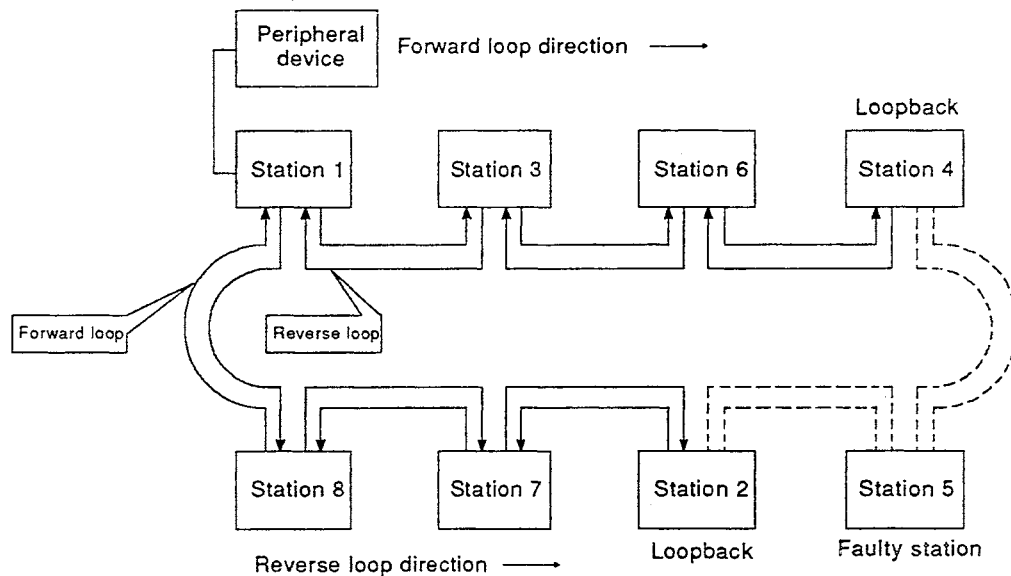 Peripheral
device
Forward loop direction
Loopback
Station 1
Station 3
Station 6
Station 4
Forward loop
Reverse loop
Station 8
Station 7
Station 2
Station 5
Loopback
Faulty station
Reverse loop direction